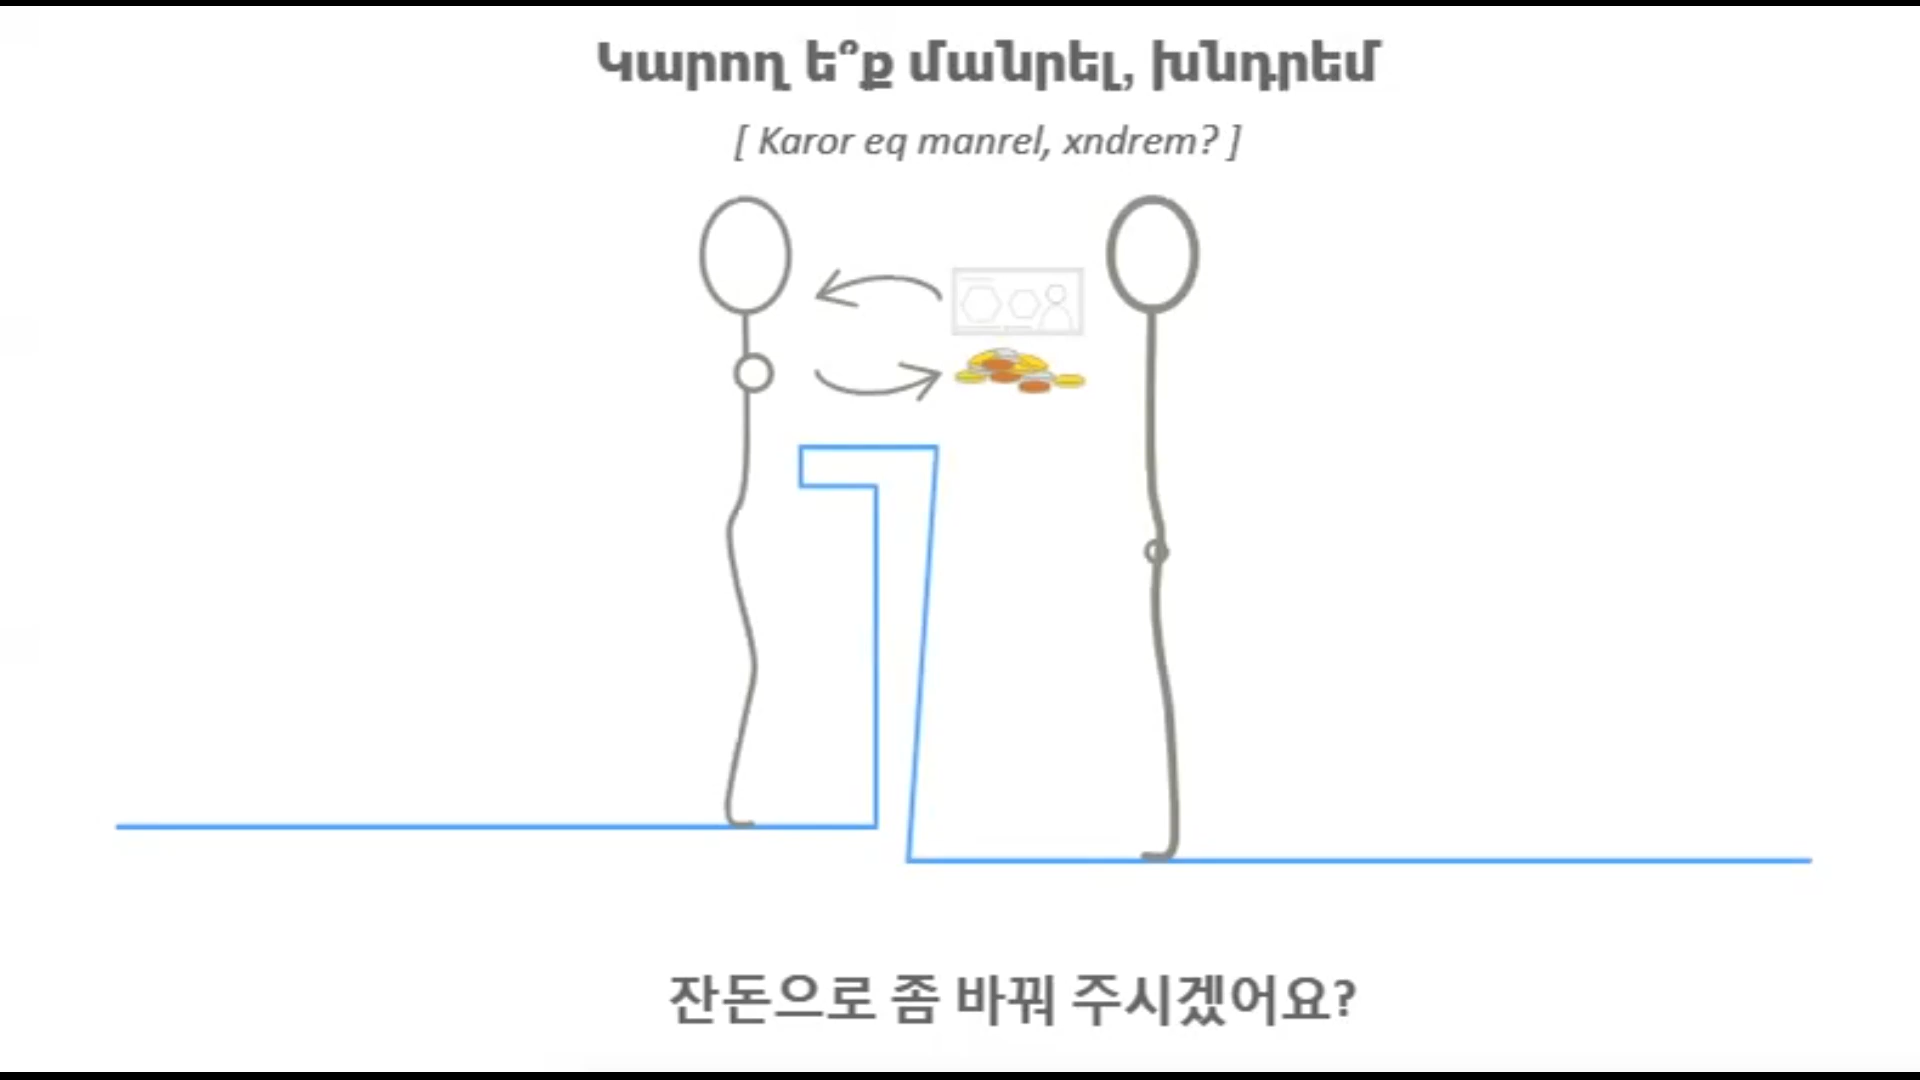 Կարող ե՞ք մանրել, խնդրեմ
[ Karor eq manrel, xndrem? ]
잔돈으로 좀 바꿔 주시겠어요?